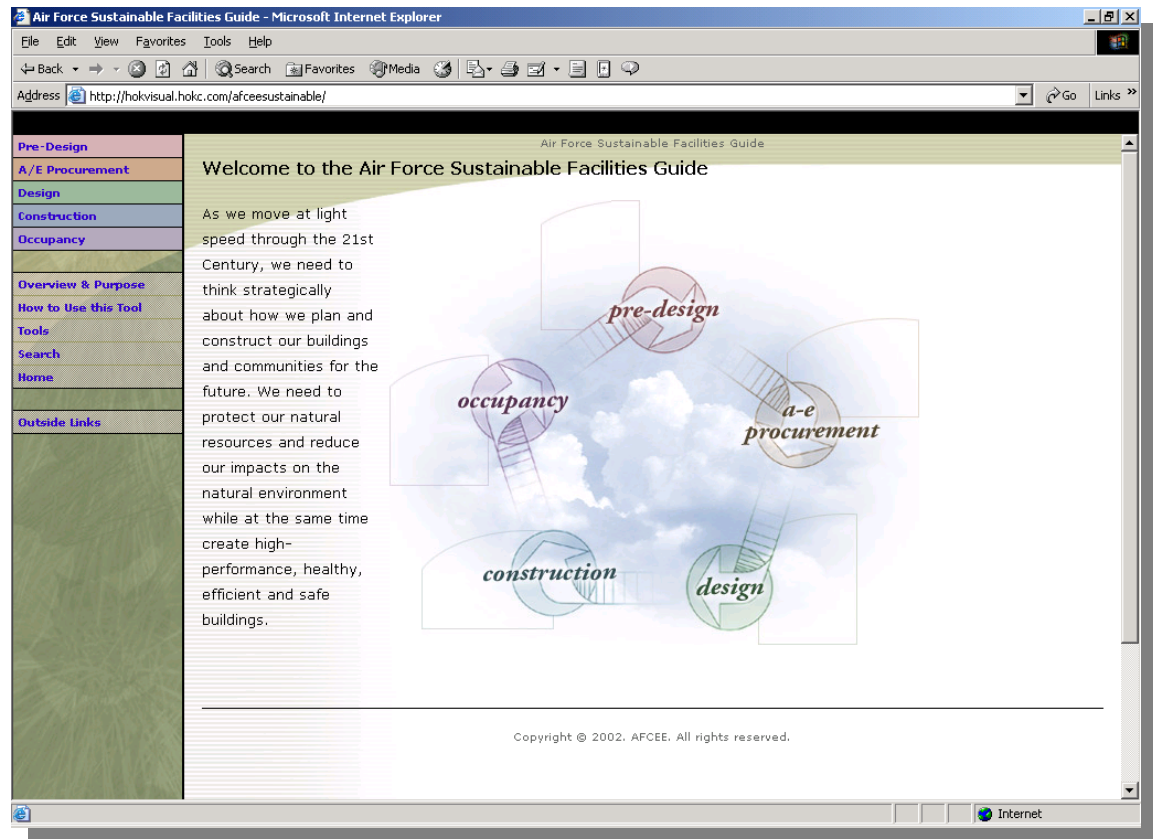 Air Force Sustainable Facilities Guide - Microsoft Internet Explorer
File Edit View Favorites Tools Help
Back Search Favorites Media
Address http://hokvisual.hokc.com/afceesustainable/ Go Links »
Pre-Design
A/E Procurement
Design
Construction
Occupancy
Overview & Purpose
How to Use this Tool
Tools
Search
Home
Outside Links
Air Force Sustainable Facilities Guide
Welcome to the Air Force Sustainable Facilities Guide
As we move at light
speed through the 21st
Century, we need to
think strategically
about how we plan and
construct our buildings
and communities for the
future. We need to
protect our natural
resources and reduce
our impacts on the
natural environment
while at the same time
create high-
performance, healthy,
efficient and safe
buildings.
pre-design
occupancy
a-e
procurement
construction
design
Copyright © 2002. AFCEE. All rights reserved.
Internet